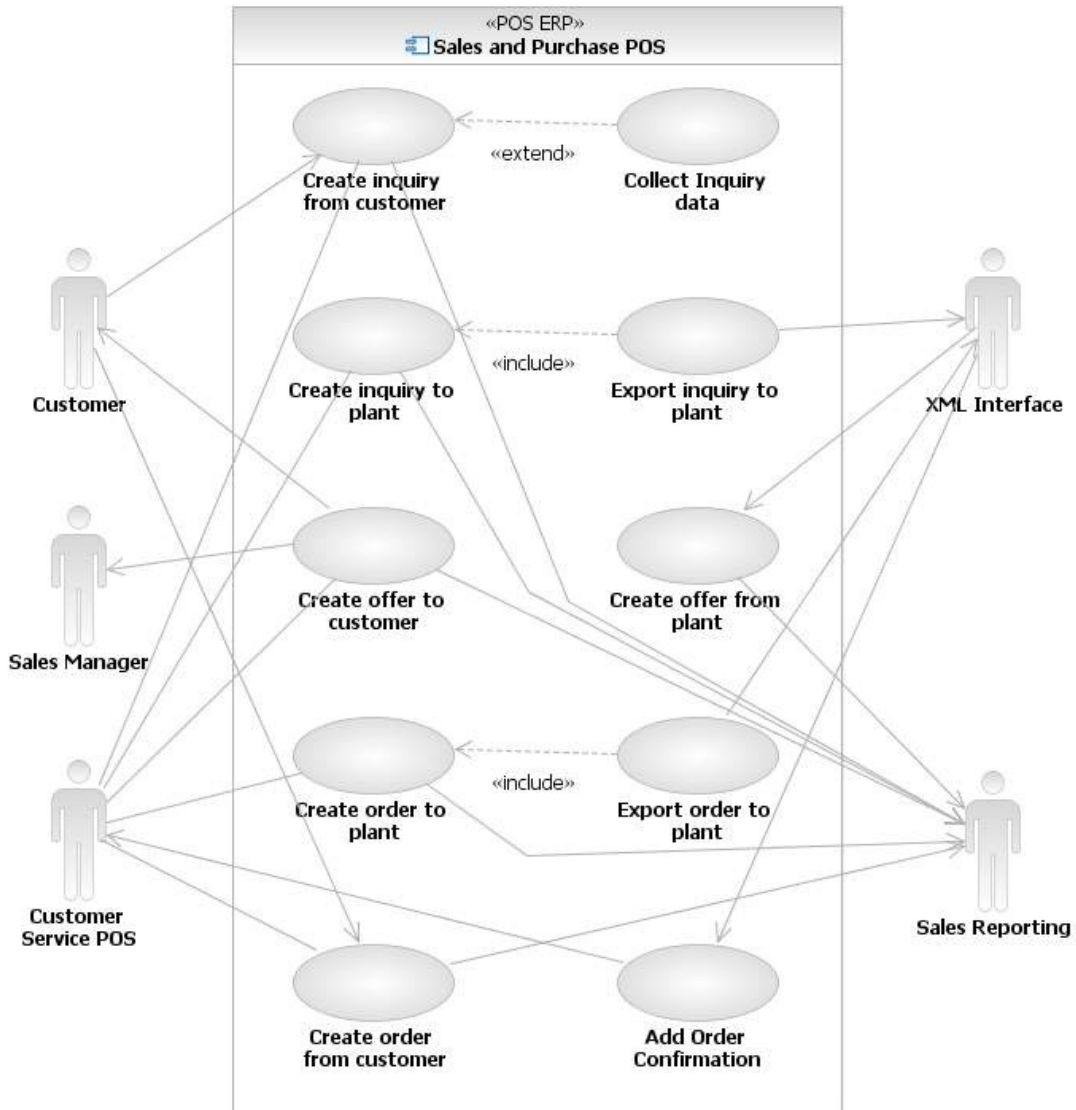 «POS ERP»
Sales and Purchase POS
«extend»
Create inquiry
from customer
Collect Inquiry
data
Customer
«include»
Create inquiry to
plant
Export inquiry to
plant
XML Interface
Sales Manager
Create offer to
customer
Create offer from
plant
«include»
Create order to
plant
Export order to
plant
Customer
Service POS
Sales Reporting
Create order
from customer
Add Order
Confirmation